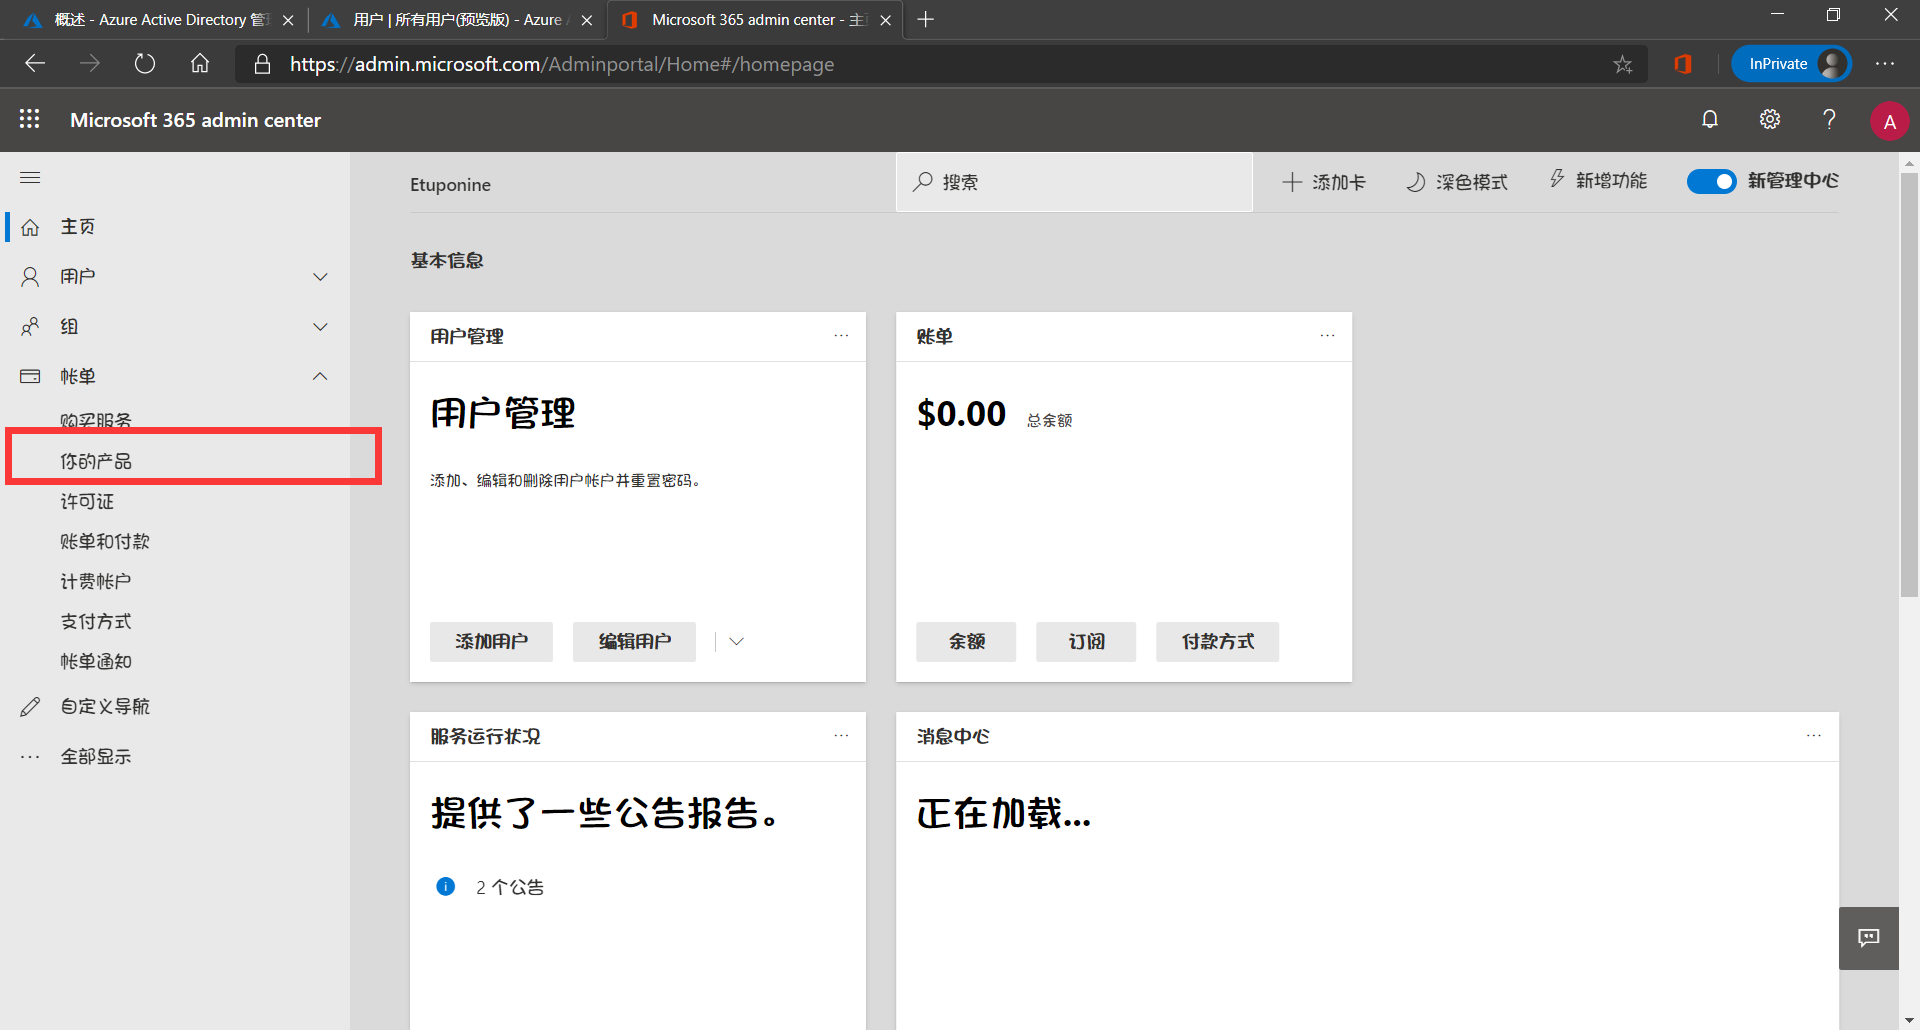 概述 - Azure Active Directory 管
用户 | 所有用户(预览版) - Azure
Microsoft 365 admin center - 主
https://admin.microsoft.com/Adminportal/Home#/homepage
InPrivate
Microsoft 365 admin center
A
Etuponine
搜索
添加卡
深色模式
新增功能
新管理中心
主页
用户
组
帐单
购买服务
你的产品
许可证
账单和付款
计费帐户
支付方式
帐单通知
自定义导航
全部显示
基本信息
用户管理
用户管理
添加、编辑和删除用户帐户并重置密码。
添加用户
编辑用户
账单
$0.00
总余额
余额
订阅
付款方式
服务运行状况
提供了一些公告报告。
2 个公告
消息中心
正在加载...